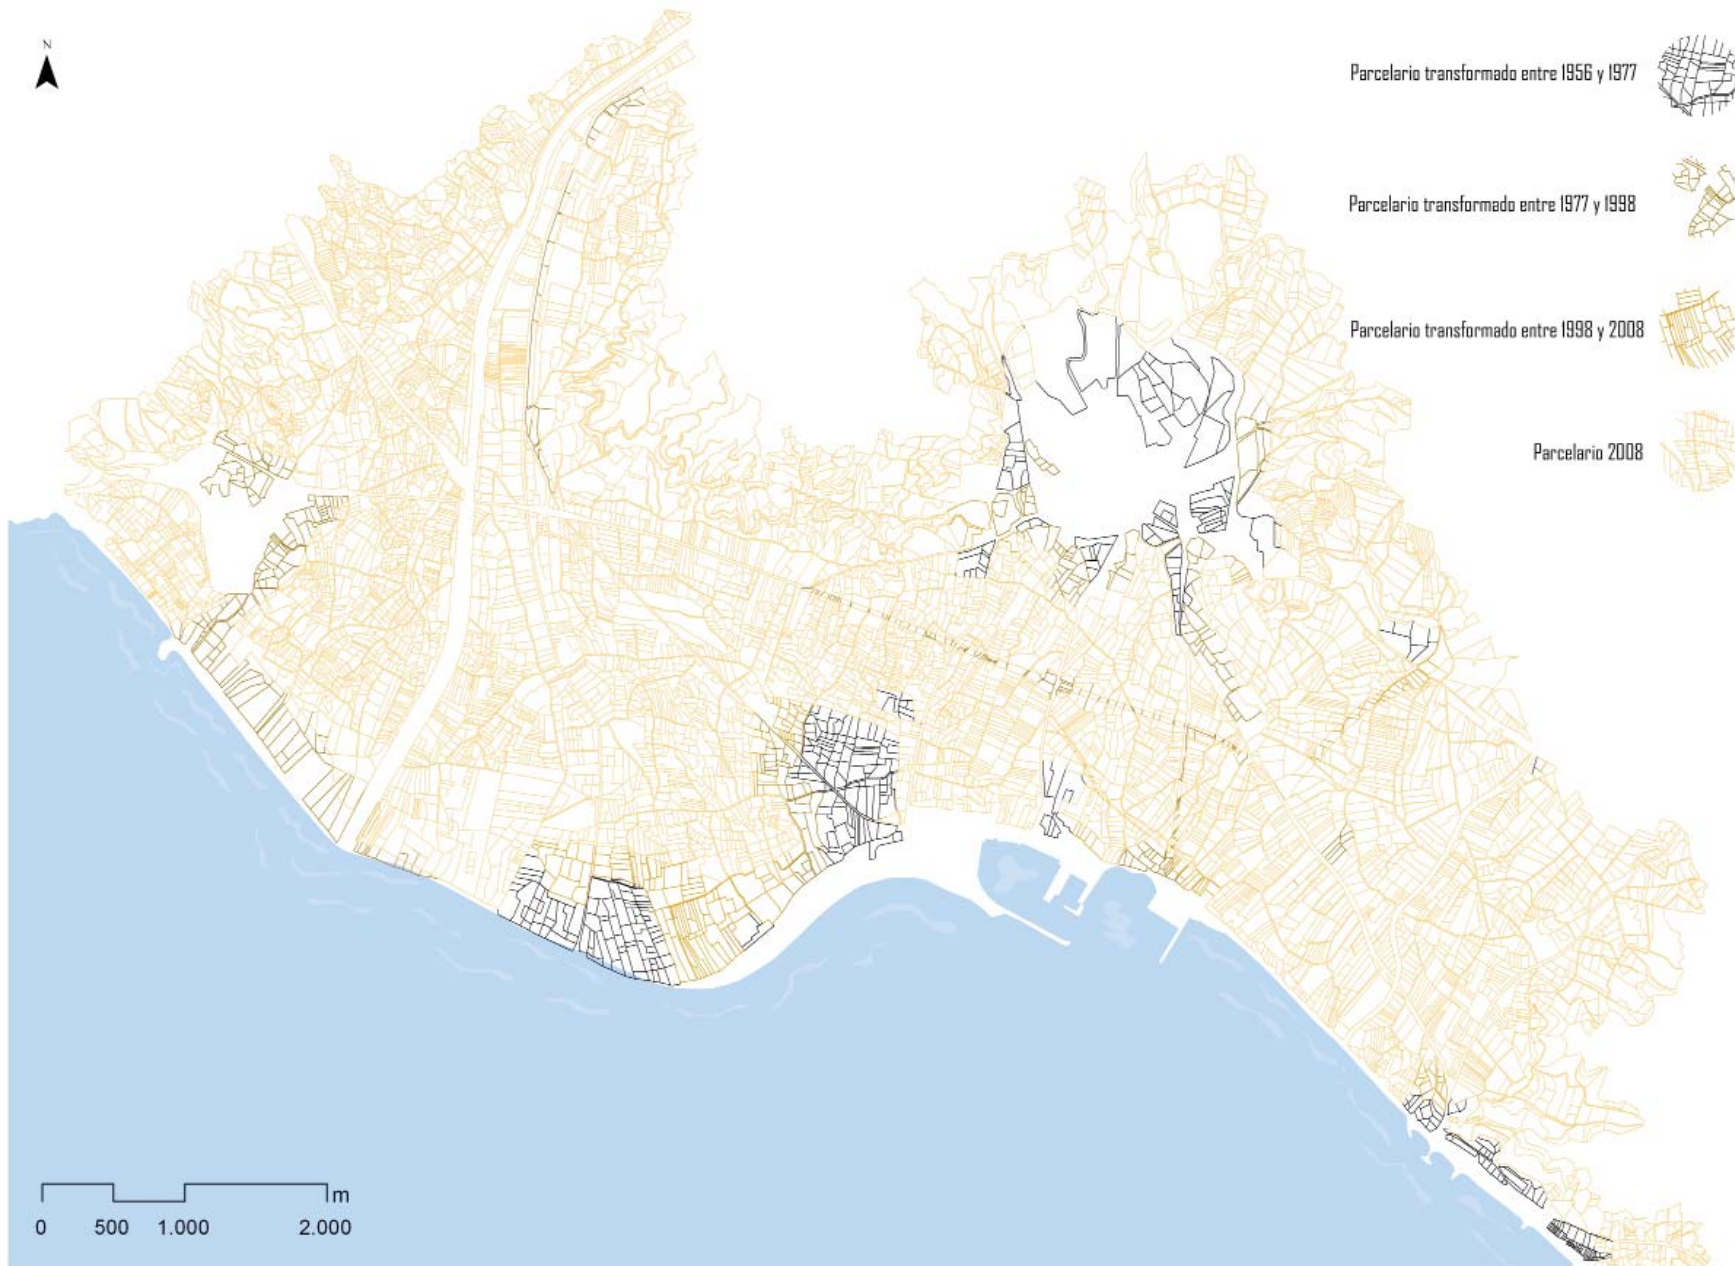 N
Parcelario transformado entre 1956 y 1977
Parcelario transformado entre 1977 y 1998
Parcelario transformado entre 1998 y 2008
Parcelario 2008
m
0 500 1.000 2.000